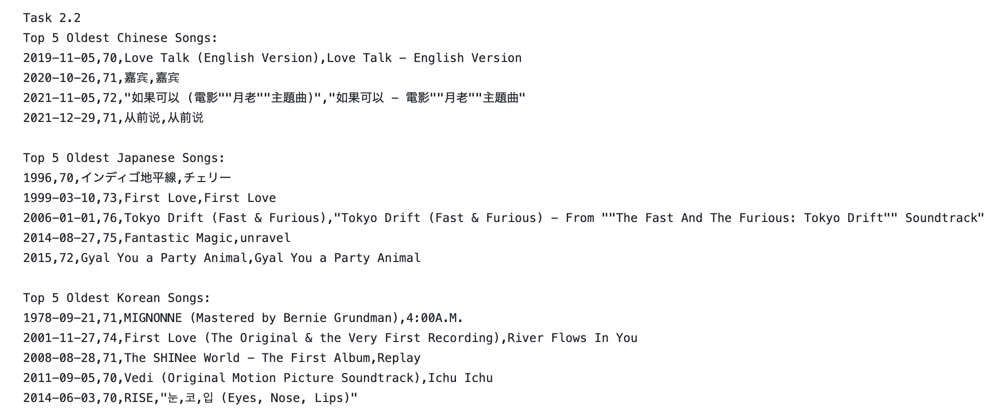 Task 2.2
Top 5 Oldest Chinese Songs:
2019-11-05,70,Love Talk (English Version),Love Talk - English Version
2020-10-26,71,嘉宾,嘉宾
2021-11-05,72,"如果可以 (電影""月老""主題曲)","如果可以 - 電影""月老""主題曲"
2021-12-29,71,从前说,从前说
Top 5 Oldest Japanese Songs:
1996,70,インディゴ地平線,チェリー
1999-03-10,73,First Love,First Love
2006-01-01,76,Tokyo Drift (Fast & Furious),"Tokyo Drift (Fast & Furious) - From ""The Fast And The Furious: Tokyo Drift"" Soundtrack"
2014-08-27,75,Fantastic Magic,unravel
2015,72,Gyal You a Party Animal,Gyal You a Party Animal
Top 5 Oldest Korean Songs:
1978-09-21,71,MIGNONNE (Mastered by Bernie Grundman),4:00A.M.
2001-11-27,74,First Love (The Original & the Very First Recording),River Flows In You
2008-08-28,71,The SHINee World - The First Album,Replay
2011-09-05,70,Vedi (Original Motion Picture Soundtrack),Ichu Ichu
2014-06-03,70,RISE,"눈,코,입 (Eyes, Nose, Lips)"